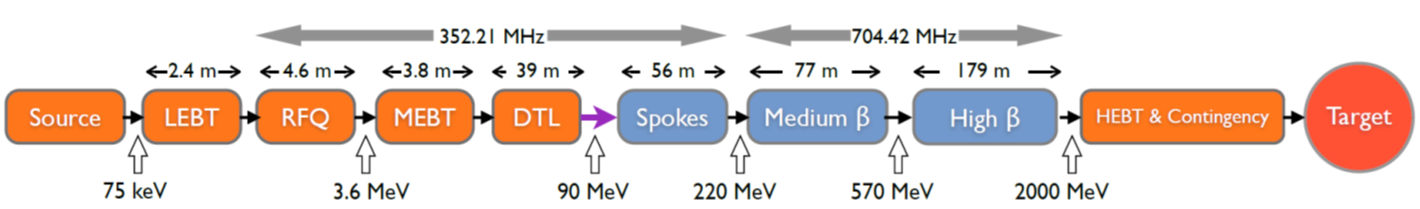 352.21 MHz
704.42 MHz
2.4 m
4.6 m
3.8 m
39 m
56 m
77 m
179 m
Source
LEBT
RFQ
MEBT
DTL
Spokes
Medium β
High β
HEBT & Contingency
Target
75 keV
3.6 MeV
90 MeV
220 MeV
570 MeV
2000 MeV